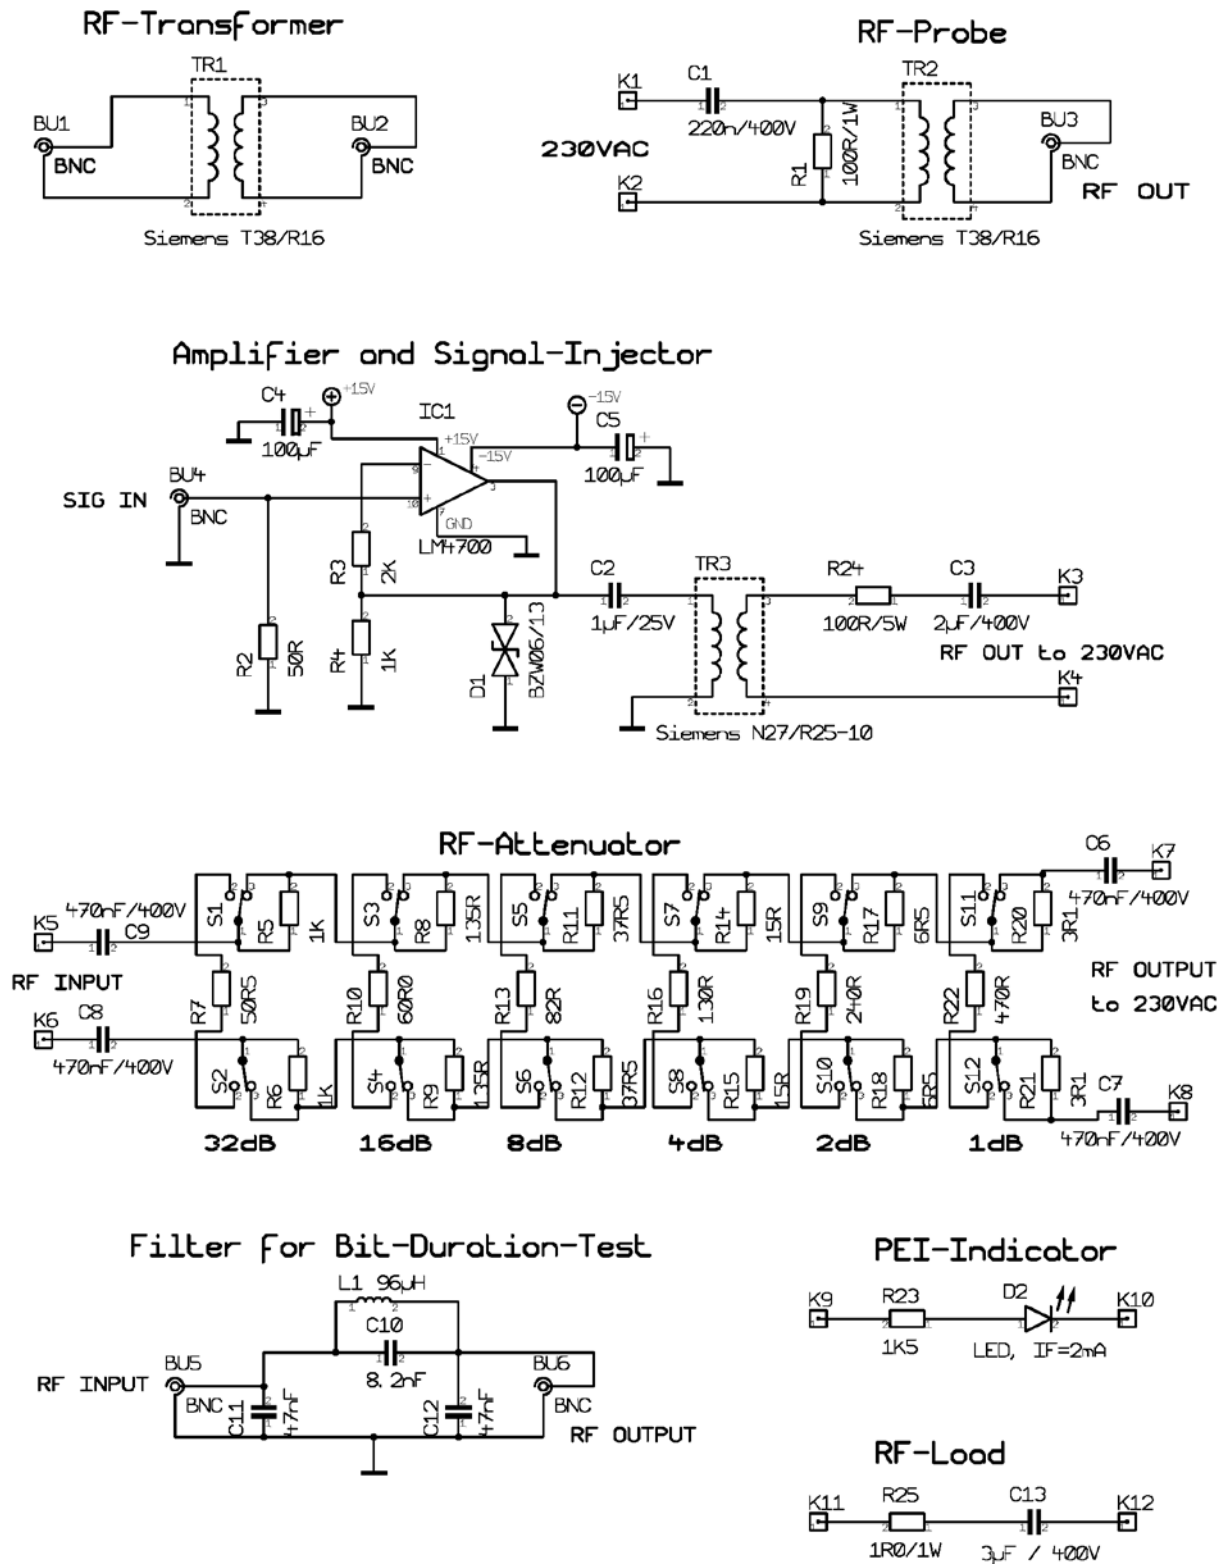 RF-Transformer
TR1
BU1
BNC
BU2
BNC
1
2
3
4
Siemens T38/R16
RF-Probe
K1
C1
220n/400V
TR2
230VAC
R1
100R/1W
BU3
BNC
K2
RF OUT
Siemens T38/R16
Amplifier and Signal-Injector
C4
+15V
100µF
IC1
+15V
-15V
-15V
C5
100µF
SIG IN
BU4
BNC
GND
LM4700
R3
2K
R2
50R
R4
1K
D1
BZW06/13
C2
1µF/25V
TR3
R24
100R/5W
C3
2µF/400V
K3
RF OUT to 230VAC
K4
Siemens N27/R25-10
RF-Attenuator
C6
K7
470nF/400V
470nF/400V
K5
C9
S1
R5
1K
S3
R8
135R
S5
R11
37R5
S7
R14
15R
S9
R17
6R5
S11
R20
3R1
RF INPUT
R7
50R5
R10
60R0
R13
82R
R16
130R
R19
240R
R22
470R
RF OUTPUT
to 230VAC
K6
C8
470nF/400V
S2
R6
1K
S4
R9
135R
S6
R12
37R5
S8
R15
15R
S10
R18
6R5
S12
R21
3R1
C7
K8
470nF/400V
32dB
16dB
8dB
4dB
2dB
1dB
Filter for Bit-Duration-Test
L1 96µH
C10
8.2nF
BU5
BNC
RF INPUT
C11
47nF
C12
47nF
BU6
BNC
RF OUTPUT
PEI-Indicator
K9
R23
1K5
D2
LED, IF=2mA
K10
RF-Load
K11
R25
1R0/1W
C13
3µF / 400V
K12